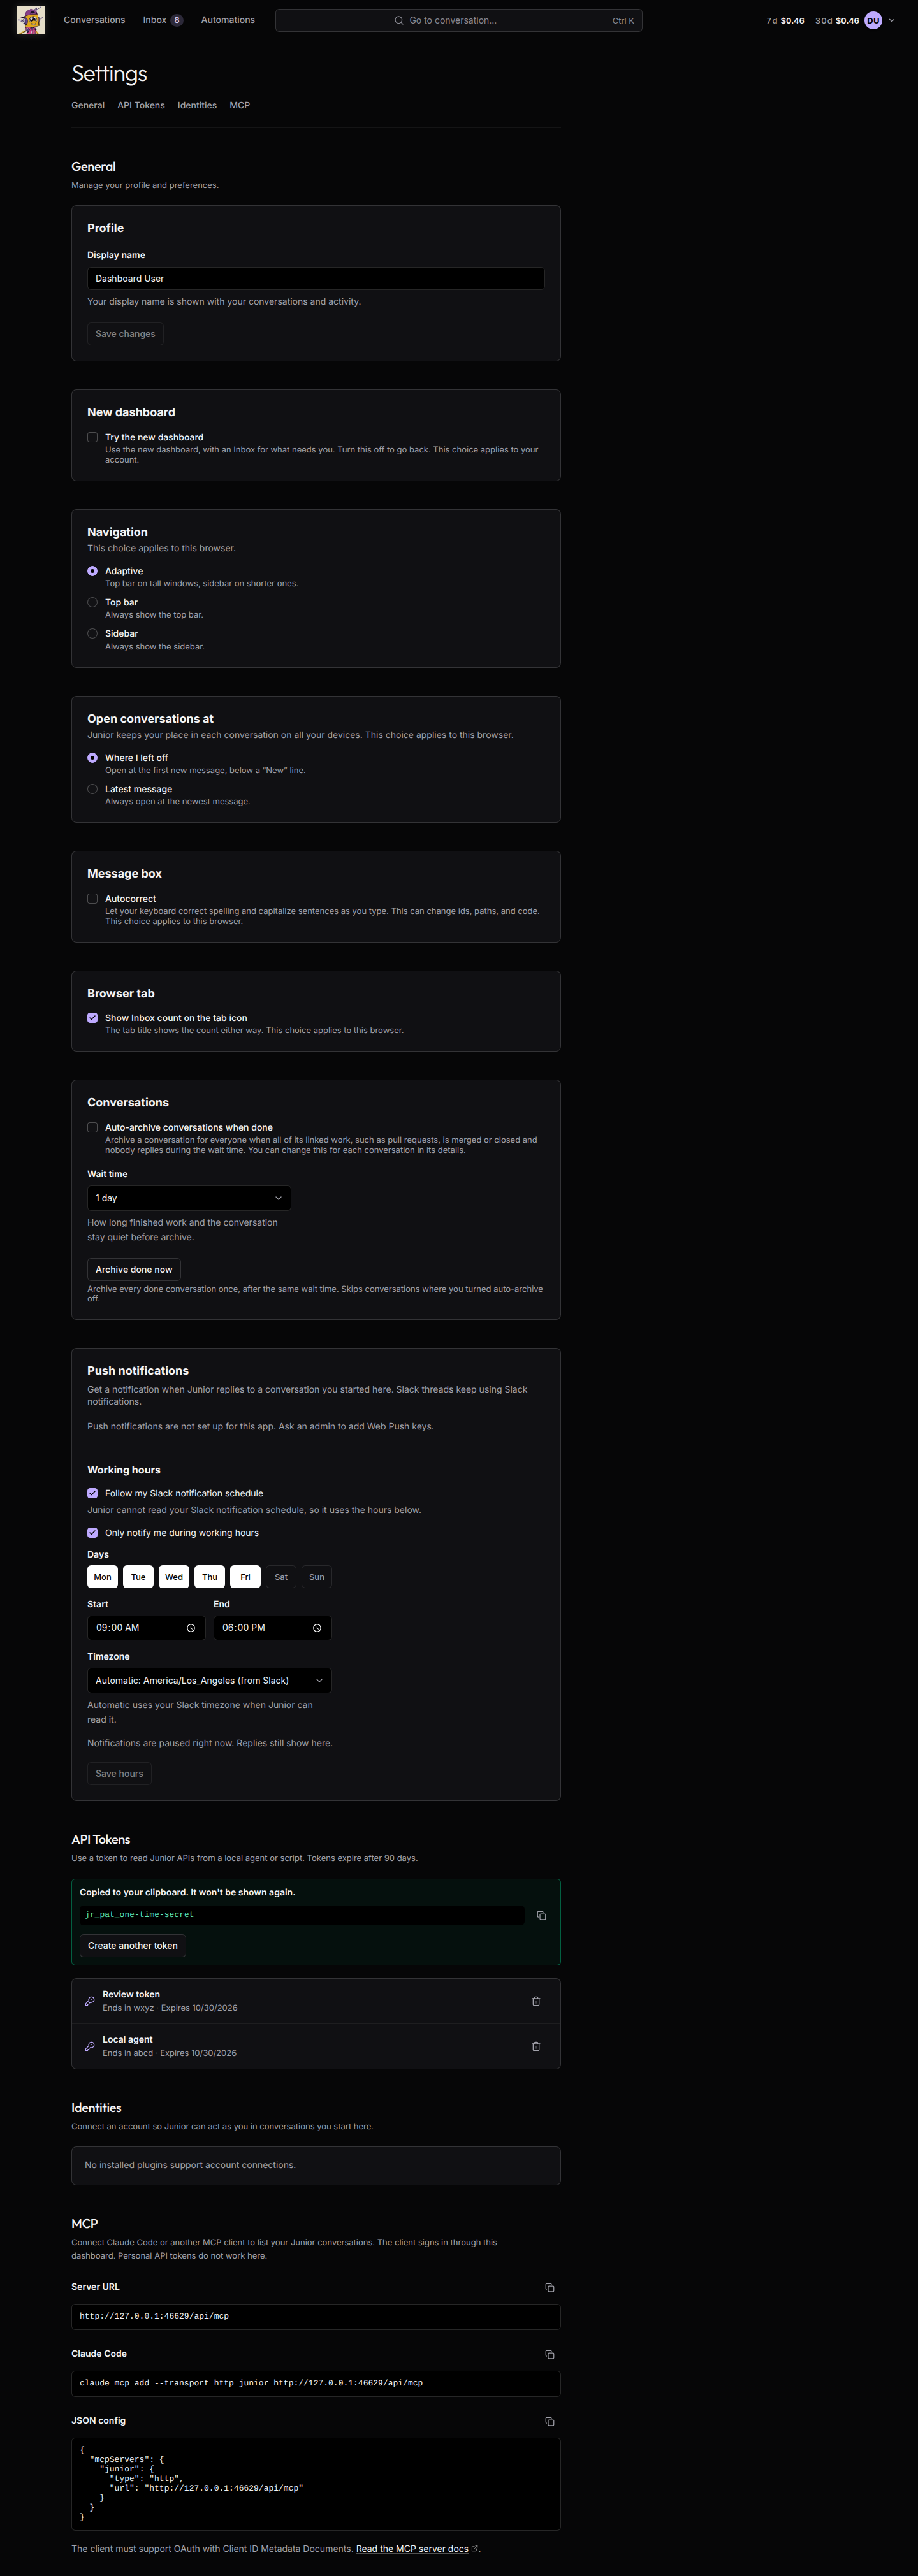 Conversations Inbox 8 Automations Go to conversation... Ctrl K 7d $0.46 30d $0.46 DU
Settings
General API Tokens Identities MCP
General
Manage your profile and preferences.
Profile
Display name
Dashboard User
Your display name is shown with your conversations and activity.
Save changes
New dashboard
Try the new dashboard
Use the new dashboard, with an Inbox for what needs you. Turn this off to go back. This choice applies to your
account.
Navigation
This choice applies to this browser.
Adaptive
Top bar on tall windows, sidebar on shorter ones.
Top bar
Always show the top bar.
Sidebar
Always show the sidebar.
Open conversations at
Junior keeps your place in each conversation on all your devices. This choice applies to this browser.
Where I left off
Open at the first new message, below a “New” line.
Latest message
Always open at the newest message.
Message box
Autocorrect
Let your keyboard correct spelling and capitalize sentences as you type. This can change ids, paths, and code.
This choice applies to this browser.
Browser tab
Show Inbox count on the tab icon
The tab title shows the count either way. This choice applies to this browser.
Conversations
Auto-archive conversations when done
Archive a conversation for everyone when all of its linked work, such as pull requests, is merged or closed and
nobody replies during the wait time. You can change this for each conversation in its details.
Wait time
1 day
How long finished work and the conversation
stay quiet before archive.
Archive done now
Archive every done conversation once, after the same wait time. Skips conversations where you turned auto-archive
off.
Push notifications
Get a notification when Junior replies to a conversation you started here. Slack threads keep using Slack
notifications.
Push notifications are not set up for this app. Ask an admin to add Web Push keys.
Working hours
Follow my Slack notification schedule
Junior cannot read your Slack notification schedule, so it uses the hours below.
Only notify me during working hours
Days
Mon Tue Wed Thu Fri Sat Sun
Start End
09:00 AM 06:00 PM
Timezone
Automatic: America/Los_Angeles (from Slack)
Automatic uses your Slack timezone when Junior can
read it.
Notifications are paused right now. Replies still show here.
Save hours
API Tokens
Use a token to read Junior APIs from a local agent or script. Tokens expire after 90 days.
Copied to your clipboard. It won't be shown again.
jr_pat_one-time-secret
Create another token
Review token
Ends in wxyz · Expires 10/30/2026
Local agent
Ends in abcd · Expires 10/30/2026
Identities
Connect an account so Junior can act as you in conversations you start here.
No installed plugins support account connections.
MCP
Connect Claude Code or another MCP client to list your Junior conversations. The client signs in through this
dashboard. Personal API tokens do not work here.
Server URL
http://127.0.0.1:46629/api/mcp
Claude Code
claude mcp add --transport http junior http://127.0.0.1:46629/api/mcp
JSON config
{
"mcpServers": {
"junior": {
"type": "http",
"url": "http://127.0.0.1:46629/api/mcp"
}
}
}
The client must support OAuth with Client ID Metadata Documents. Read the MCP server docs.